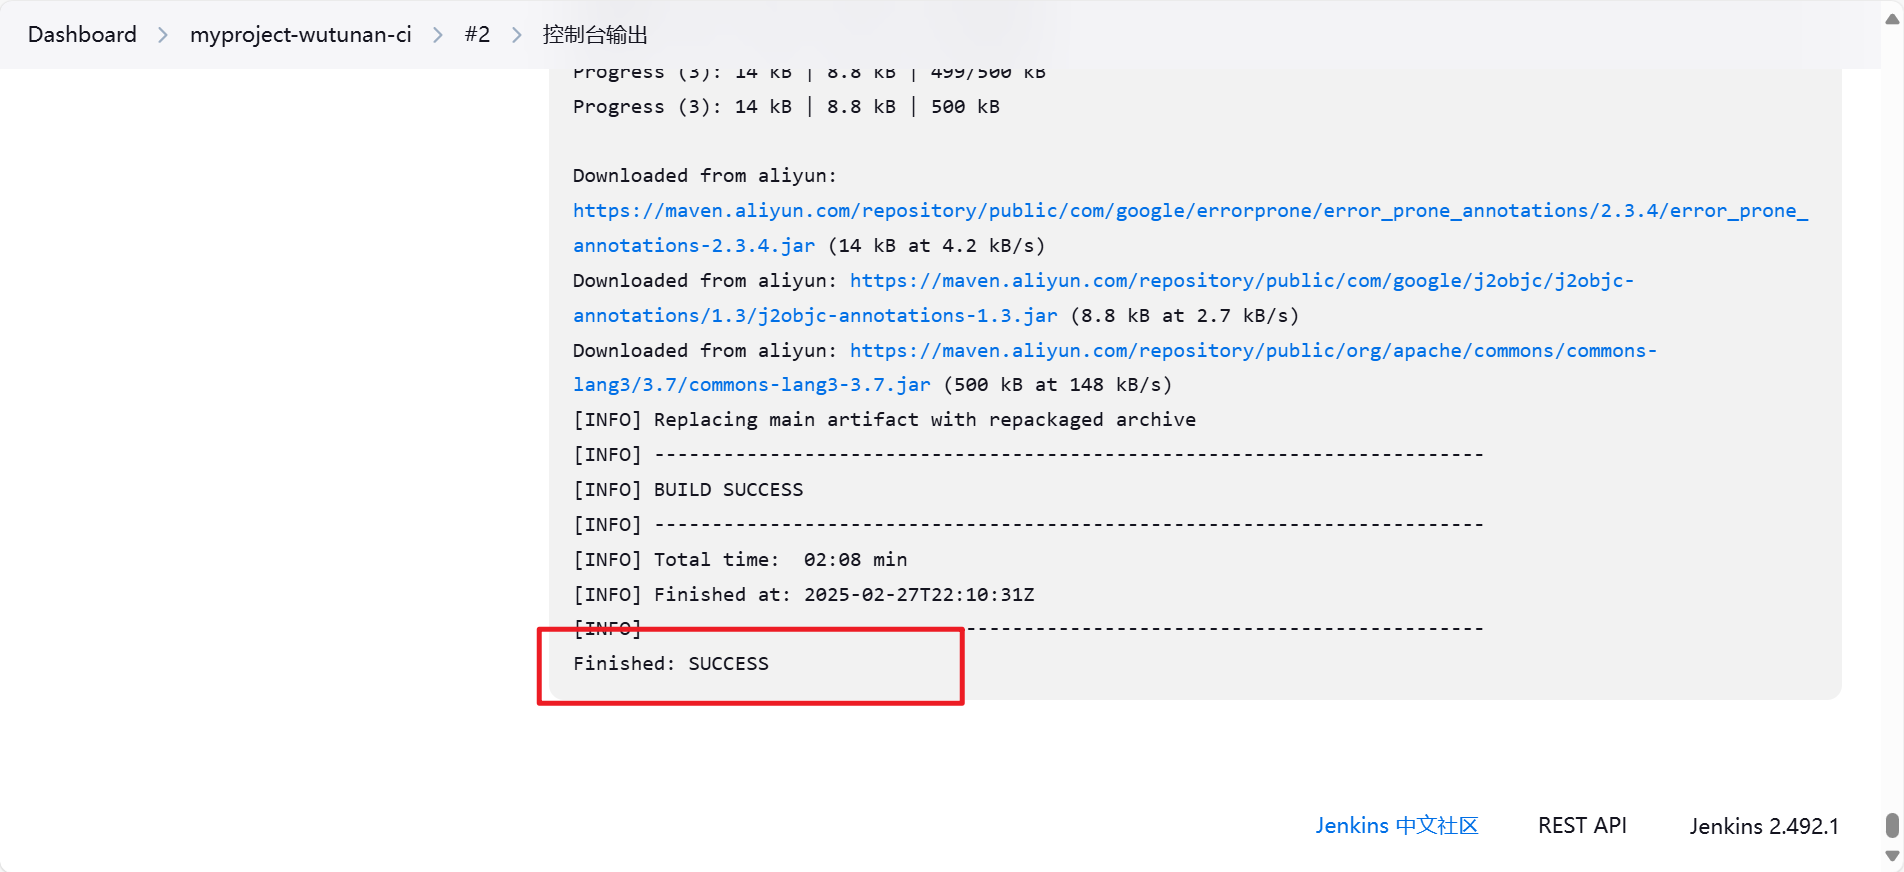 Dashboard > myproject-wutunan-ci > #2 > 控制台输出
Progress (3): 14 kB | 8.8 kB | 499/500 kB
Progress (3): 14 kB | 8.8 kB | 500 kB
Downloaded from aliyun:
https://maven.aliyun.com/repository/public/com/google/errorprone/error_prone_annotations/2.3.4/error_prone_
annotations-2.3.4.jar (14 kB at 4.2 kB/s)
Downloaded from aliyun: https://maven.aliyun.com/repository/public/com/google/j2objc/j2objc-
annotations/1.3/j2objc-annotations-1.3.jar (8.8 kB at 2.7 kB/s)
Downloaded from aliyun: https://maven.aliyun.com/repository/public/org/apache/commons/commons-
lang3/3.7/commons-lang3-3.7.jar (500 kB at 148 kB/s)
[INFO] Replacing main artifact with repackaged archive
[INFO] ------------------------------------------------------------------------
[INFO] BUILD SUCCESS
[INFO] ------------------------------------------------------------------------
[INFO] Total time:  02:08 min
[INFO] Finished at: 2025-02-27T22:10:31Z
[INFO] ------------------------------------------------------------------------
Finished: SUCCESS
Jenkins 中文社区 REST API Jenkins 2.492.1